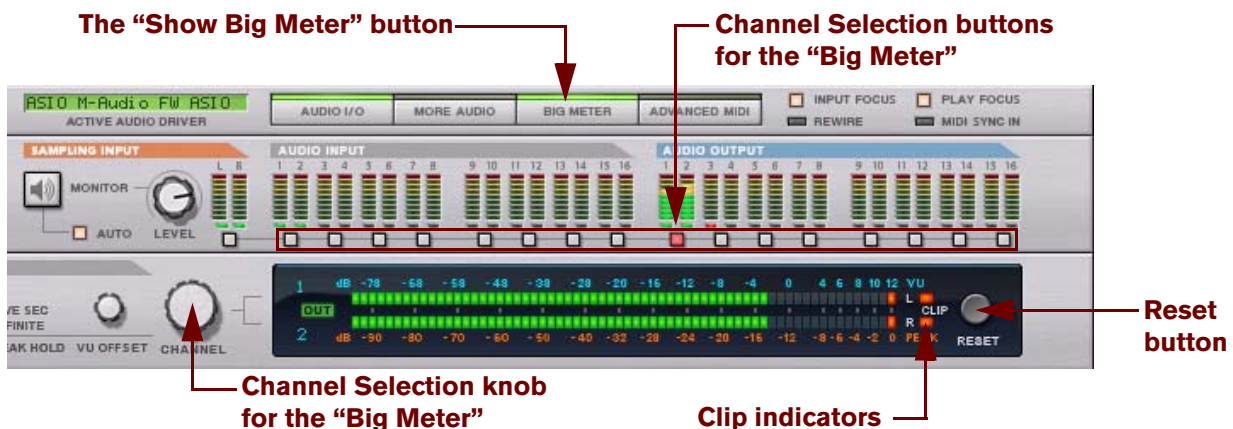 The “Show Big Meter” button
Channel Selection buttons
for the “Big Meter”
ASIO M-Audio FW ASIO
ACTIVE AUDIO DRIVER
AUDIO I/O
MORE AUDIO
BIG METER
ADVANCED MIDI
INPUT FOCUS
PLAY FOCUS
REWIRE
MIDI SYNC IN
SAMPLING INPUT
AUDIO INPUT
AUDIO OUTPUT
L R
1 2 3 4 5 6 7 8 9 10 11 12 13 14 15 16
1 2 3 4 5 6 7 8 9 10 11 12 13 14 15 16
MONITOR
AUTO
LEVEL
1 dB -78 -68 -58 -48 -38 -28 -20 -16 -12 -8 -4 0 4 6 8 10 12 VU
L
OUT
CLIP
R
2 dB -90 -80 -70 -60 -50 -40 -32 -28 -24 -20 -16 -12 -8 -6 -4 -2 0 PEAK
RESET
VE SEC
FINITE
EAK HOLD
VU OFFSET
CHANNEL
Reset
button
Channel Selection knob
for the “Big Meter”
Clip indicators